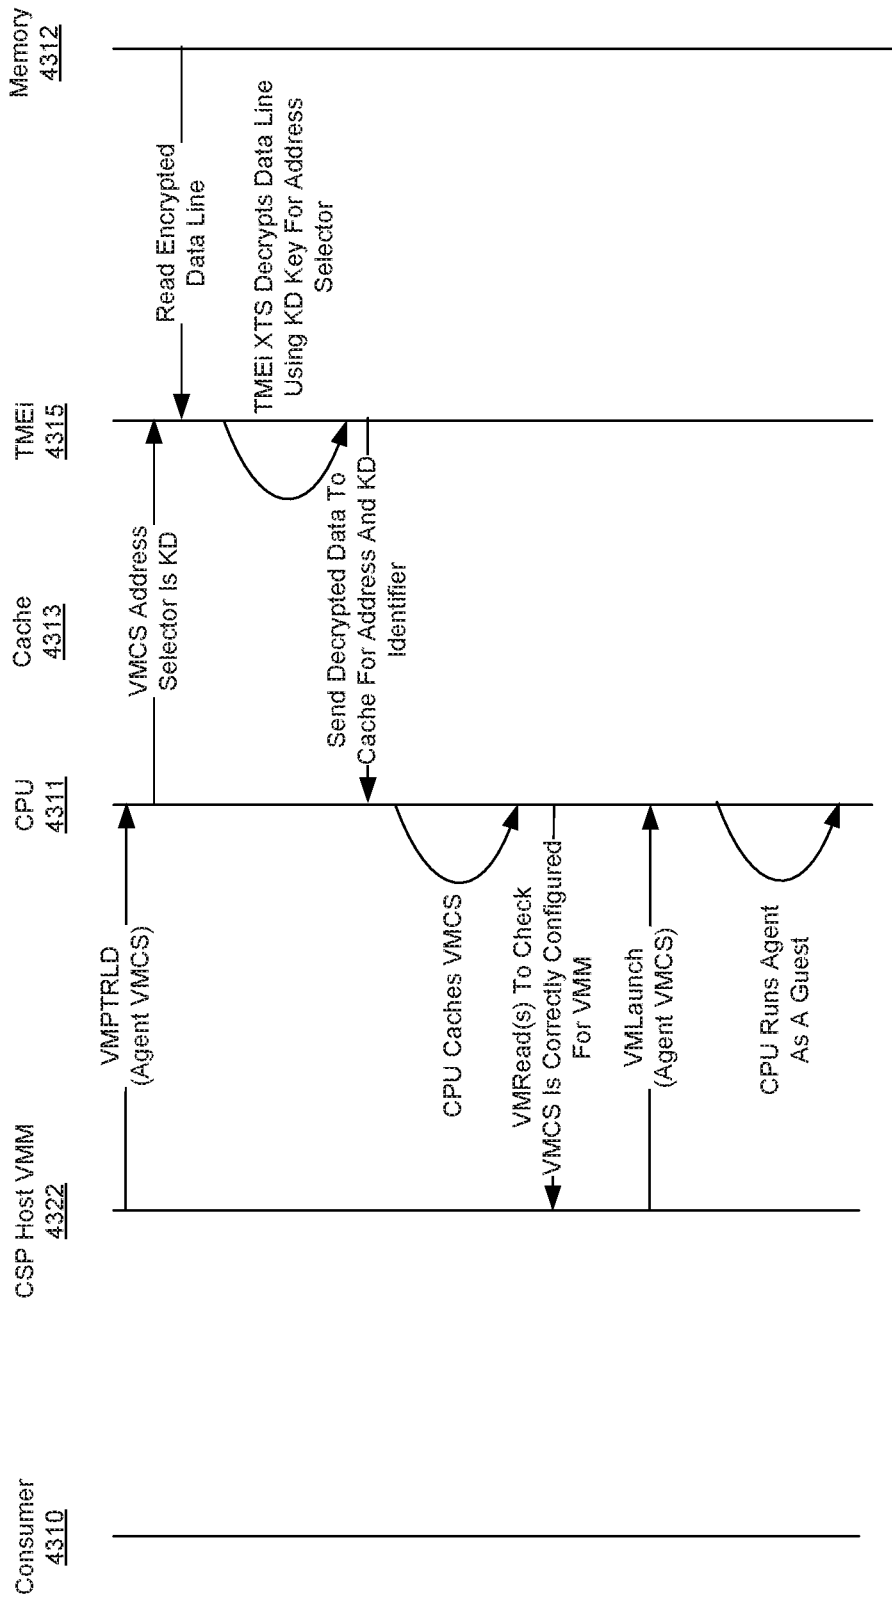 Consumer
4310
CSP Host VMM
4322
CPU
4311
Cache
4313
TMEi
4315
Memory
4312
VMPTRLD
(Agent VMCS)
VMCS Address
Selector Is KD
Read Encrypted
Data Line
TMEi XTS Decrypts Data Line
Using KD Key For Address
Selector
Send Decrypted Data To
Cache For Address And KD
Identifier
CPU Caches VMCS
VMRead(s) To Check
VMCS Is Correctly Configured
For VMM
VMLaunch
(Agent VMCS)
CPU Runs Agent
As A Guest